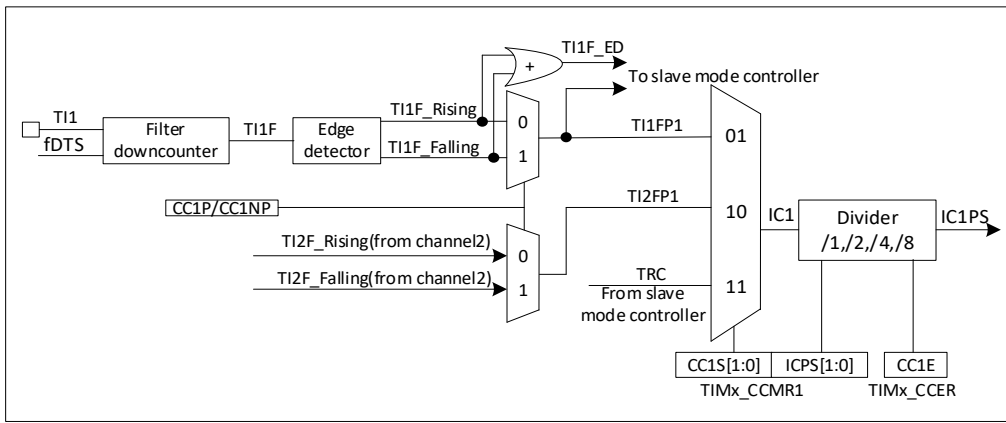 TI1F_ED
+
To slave mode controller
TI1
fDTS
Filter
downcounter
TI1F
Edge
detector
TI1F_Rising
TI1F_Falling
0
1
TI1FP1
01
CC1P/CC1NP
TI2FP1
10
IC1
Divider
/1,/2,/4,/8
IC1PS
TI2F_Rising(from channel2)
TI2F_Falling(from channel2)
0
1
TRC
From slave
mode controller
11
CC1S[1:0]
ICPS[1:0]
CC1E
TIMx_CCMR1
TIMx_CCER